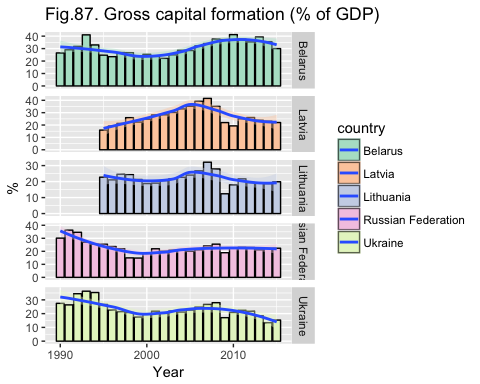 Fig.87. Gross capital formation (% of GDP)
40
30
20
10
0
Belarus
40
30
20
10
0
Latvia
30
20
10
0
Lithuania
40
30
20
10
0
sian Federa
30
20
10
0
Ukraine
%
1990
2000
2010
Year
country
Belarus
Latvia
Lithuania
Russian Federation
Ukraine